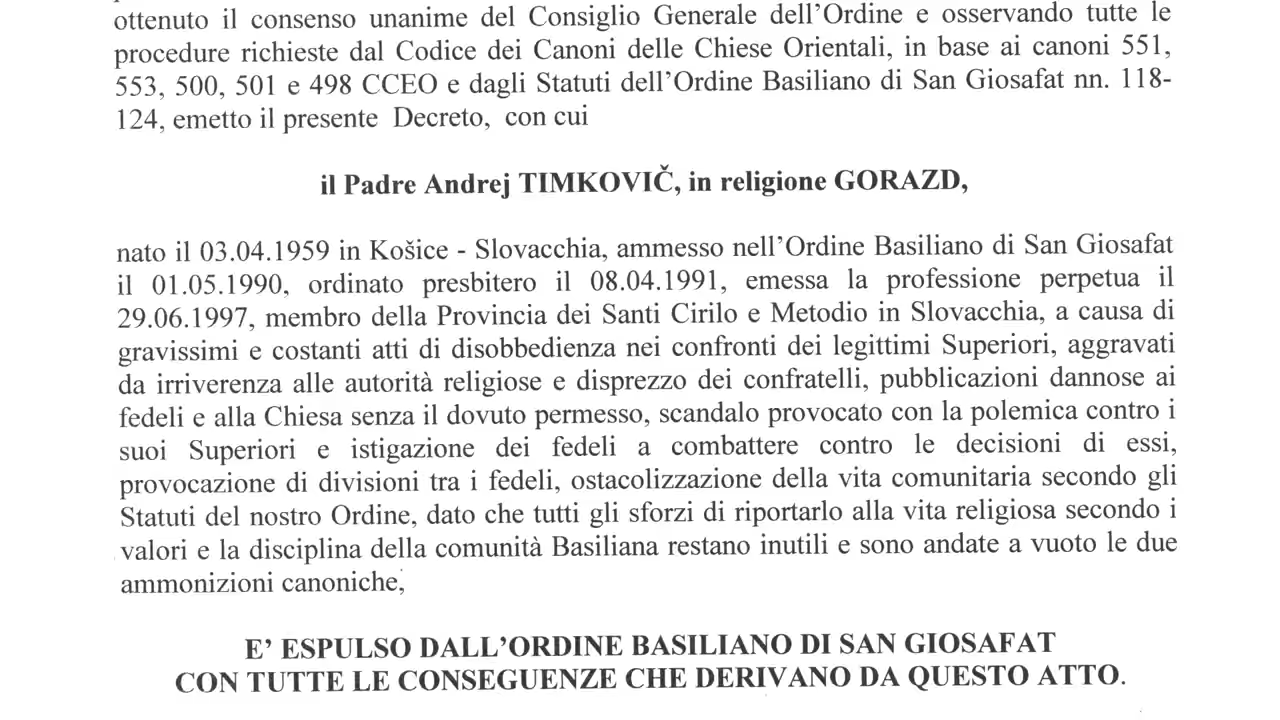 ottenuto il consenso unanime del Consiglio Generale dell'Ordine e osservando tutte le
procedure richieste dal Codice dei Canoni delle Chiese Orientali, in base ai canoni 551,
553, 500, 501 e 498 CCEO e dagli Statuti dell'Ordine Basiliano di San Giosafat nn. 118-
124, emetto il presente Decreto, con cui
il Padre Andrej TIMKOVIČ, in religione GORAZD,
nato il 03.04.1959 in Košice - Slovacchia, ammesso nell'Ordine Basiliano di San Giosafat
il 01.05.1990, ordinato presbitero il 08.04.1991, emessa la professione perpetua il
29.06.1997, membro della Provincia dei Santi Cirilo e Metodio in Slovacchia, a causa di
gravissimi e costanti atti di disobbedienza nei confronti dei legittimi Superiori, aggravati
da irriverenza alle autorità religiose e disprezzo dei confratelli, pubblicazioni dannose ai
fedeli e alla Chiesa senza il dovuto permesso, scandalo provocato con la polemica contro i
suoi Superiori e istigazione dei fedeli a combattere contro le decisioni di essi,
provocazione di divisioni tra i fedeli, ostacolizzazione della vita comunitaria secondo gli
Statuti del nostro Ordine, dato che tutti gli sforzi di riportarlo alla vita religiosa secondo i
valori e la disciplina della comunità Basiliana restano inutili e sono andate a vuoto le due
ammonizioni canoniche,
E' ESPULSO DALL'ORDINE BASILIANO DI SAN GIOSAFAT
CON TUTTE LE CONSEGUENZE CHE DERIVANO DA QUESTO ATTO.